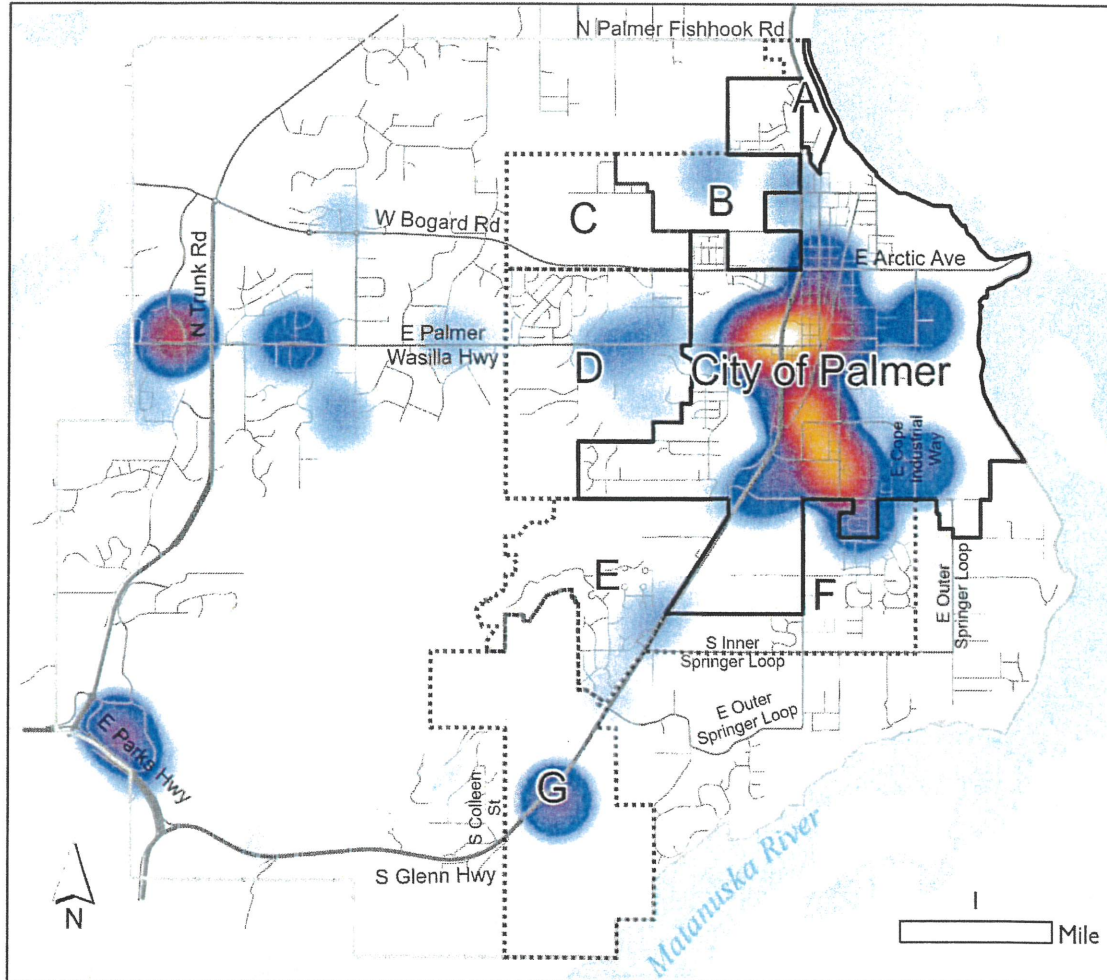 N Palmer Fishhook Rd
A
B
C
W Bogard Rd
E Arctic Ave
N Trunk Rd
E Palmer
Wasilla Hwy
D
City of Palmer
E Cope
Industrial
Way
E
F
E Outer
Springer Loop
S Inner
Springer Loop
E Outer
Springer Loop
E Parks Hwy
G
S Colleen
St
S Glenn Hwy
Matanuska River
N
1
Mile